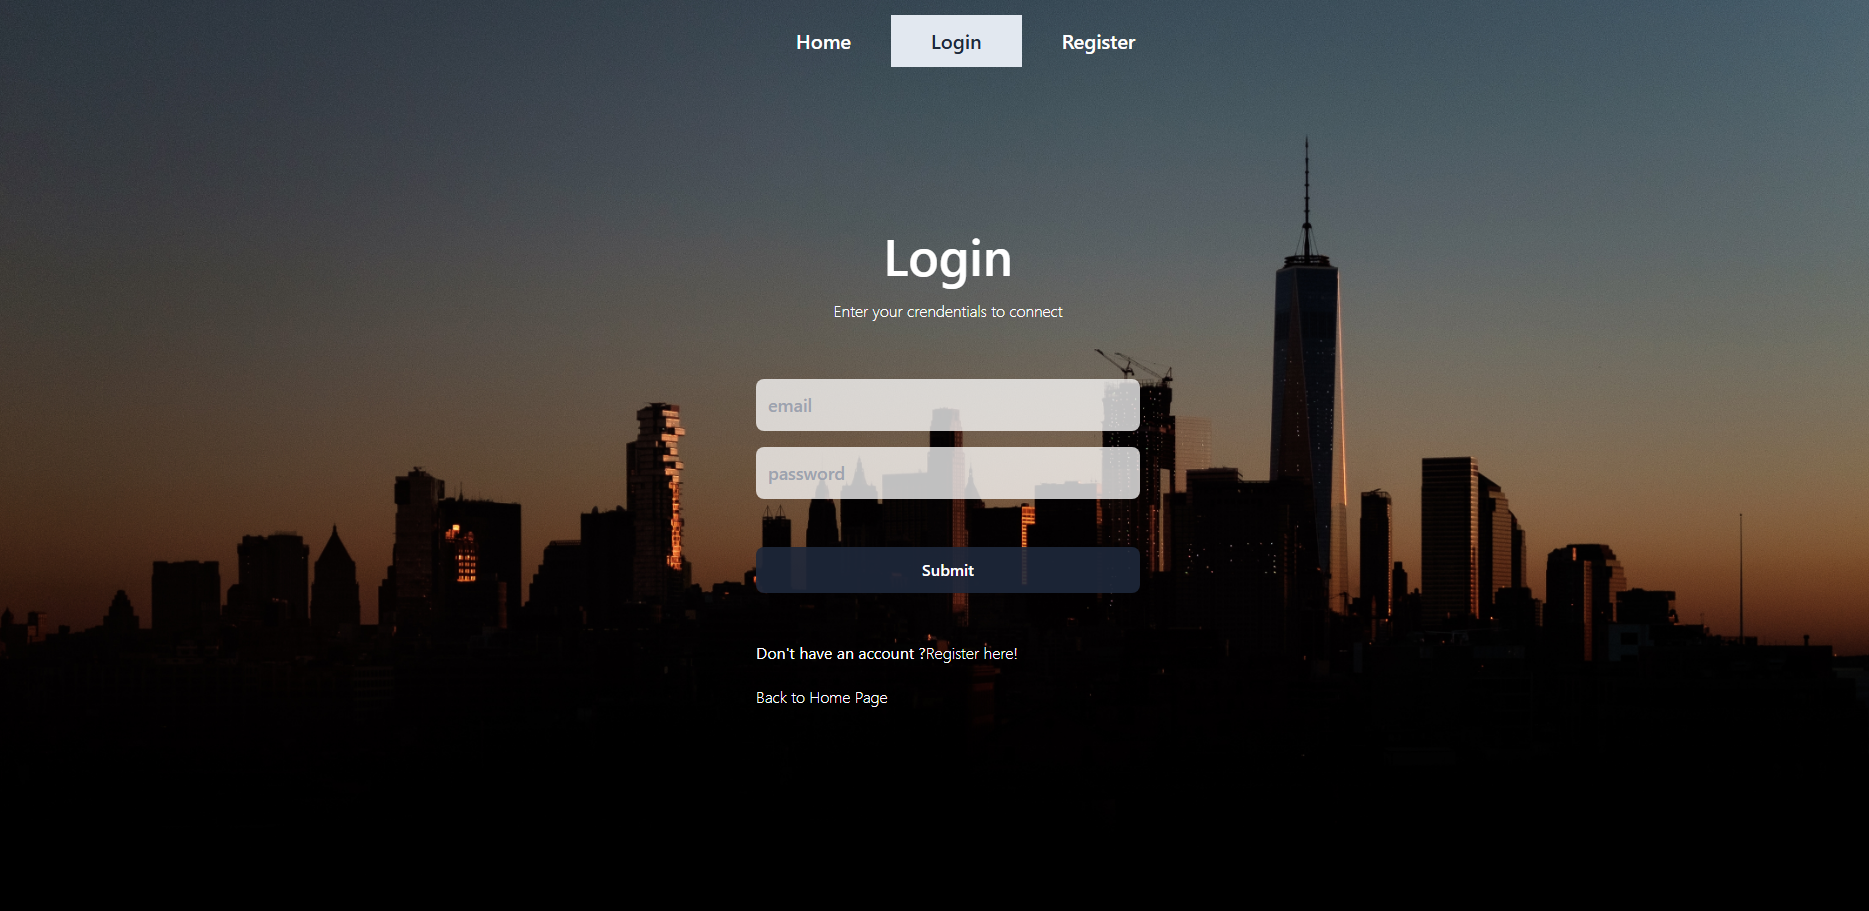 Home Login Register
Login
Enter your crendentials to connect
email
password
Submit
Don't have an account ?Register here!
Back to Home Page